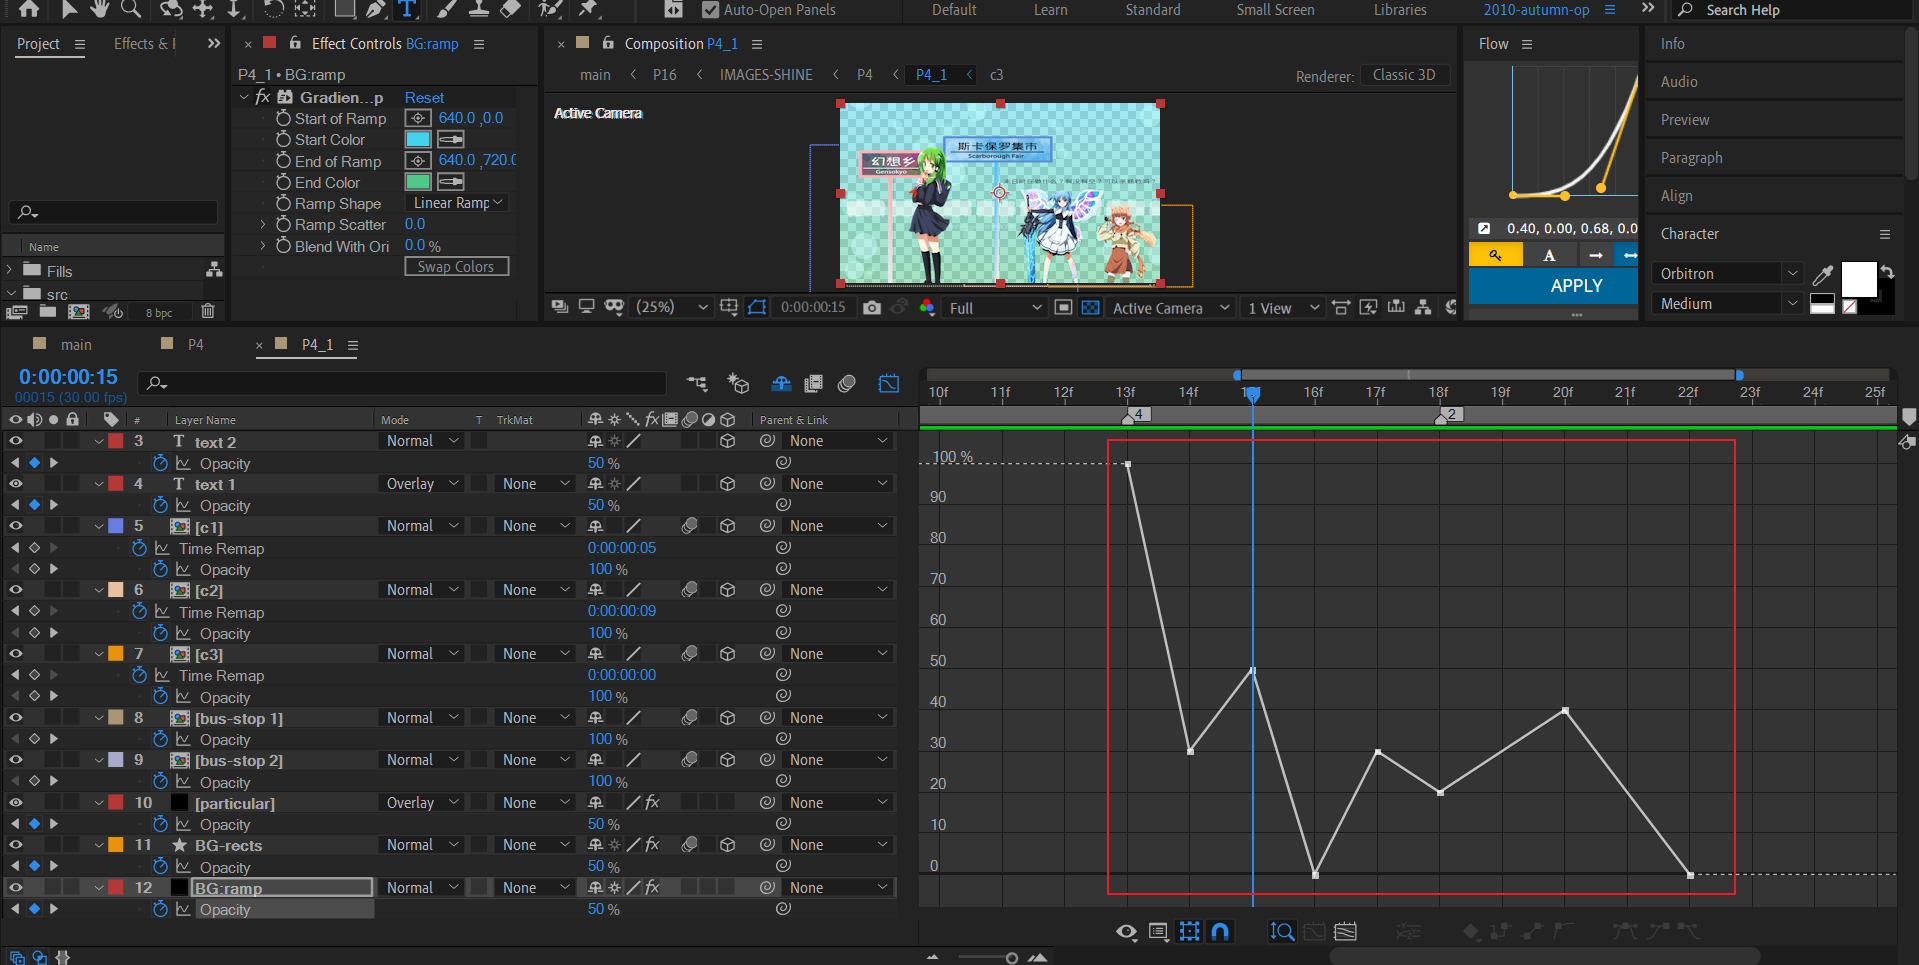 Auto-Open Panels
Default
Learn
Standard
Small Screen
Libraries
2010-autumn-op
Search Help
Project
Effects &
Effect Controls BG:ramp
P4_1 • BG:ramp
fx Gradien...p Reset
Start of Ramp 640.0 ,0.0
Start Color
End of Ramp 640.0 ,720.0
End Color
Ramp Shape Linear Ramp
Ramp Scatter 0.0
Blend With Ori 0.0 %
Swap Colors
Name
Fills
src
8 bpc
Composition P4_1
main
P16
IMAGES-SHINE
P4
P4_1
c3
Renderer: Classic 3D
Active Camera
幻想乡
Gensokyo
斯卡保罗集市
Scarborough Fair
(25%)
0:00:00:15
Full
Active Camera
1 View
Flow
0.40, 0.00, 0.68, 0.0
A
APPLY
Info
Audio
Preview
Paragraph
Align
Character
Orbitron
Medium
main
P4
P4_1
0:00:00:15
00015 (30.00 fps)
# Layer Name Mode T TrkMat fx Parent & Link
3 T text 2 Normal None
Opacity 50 %
4 T text 1 Overlay None None
Opacity 50 %
5 [c1] Normal None None
Time Remap 0:00:00:05
Opacity 100 %
6 [c2] Normal None None
Time Remap 0:00:00:09
Opacity 100 %
7 [c3] Normal None None
Time Remap 0:00:00:00
Opacity 100 %
8 [bus-stop 1] Normal None None
Opacity 100 %
9 [bus-stop 2] Normal None None
Opacity 100 %
10 [particular] Overlay None fx None
Opacity 50 %
11 BG-rects Normal None fx None
Opacity 50 %
12 BG:ramp Normal None fx None
Opacity 50 %
10f 11f 12f 13f 14f 15f 16f 17f 18f 19f 20f 21f 22f 23f 24f 25f
4
2
100 %
90
80
70
60
50
40
30
20
10
0